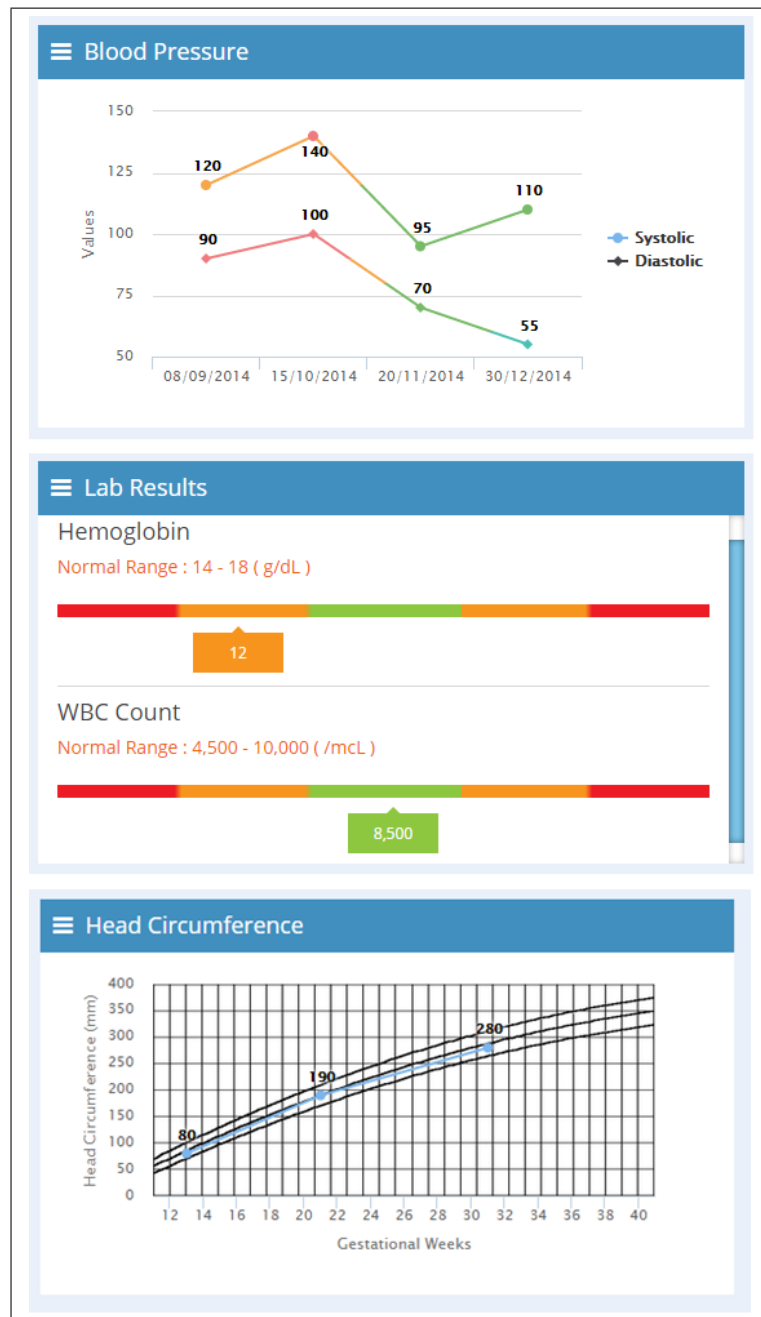 Blood Pressure
150
125
100
75
50
Values
120
140
95
110
90
100
70
55
Systolic
Diastolic
08/09/2014 15/10/2014 20/11/2014 30/12/2014
Lab Results
Hemoglobin
Normal Range : 14 - 18 ( g/dL )
12
WBC Count
Normal Range : 4,500 - 10,000 ( /mcL )
8,500
Head Circumference
400
350
300
250
200
150
100
50
0
Head Circumference (mm)
80
190
280
12 14 16 18 20 22 24 26 28 30 32 34 36 38 40
Gestational Weeks